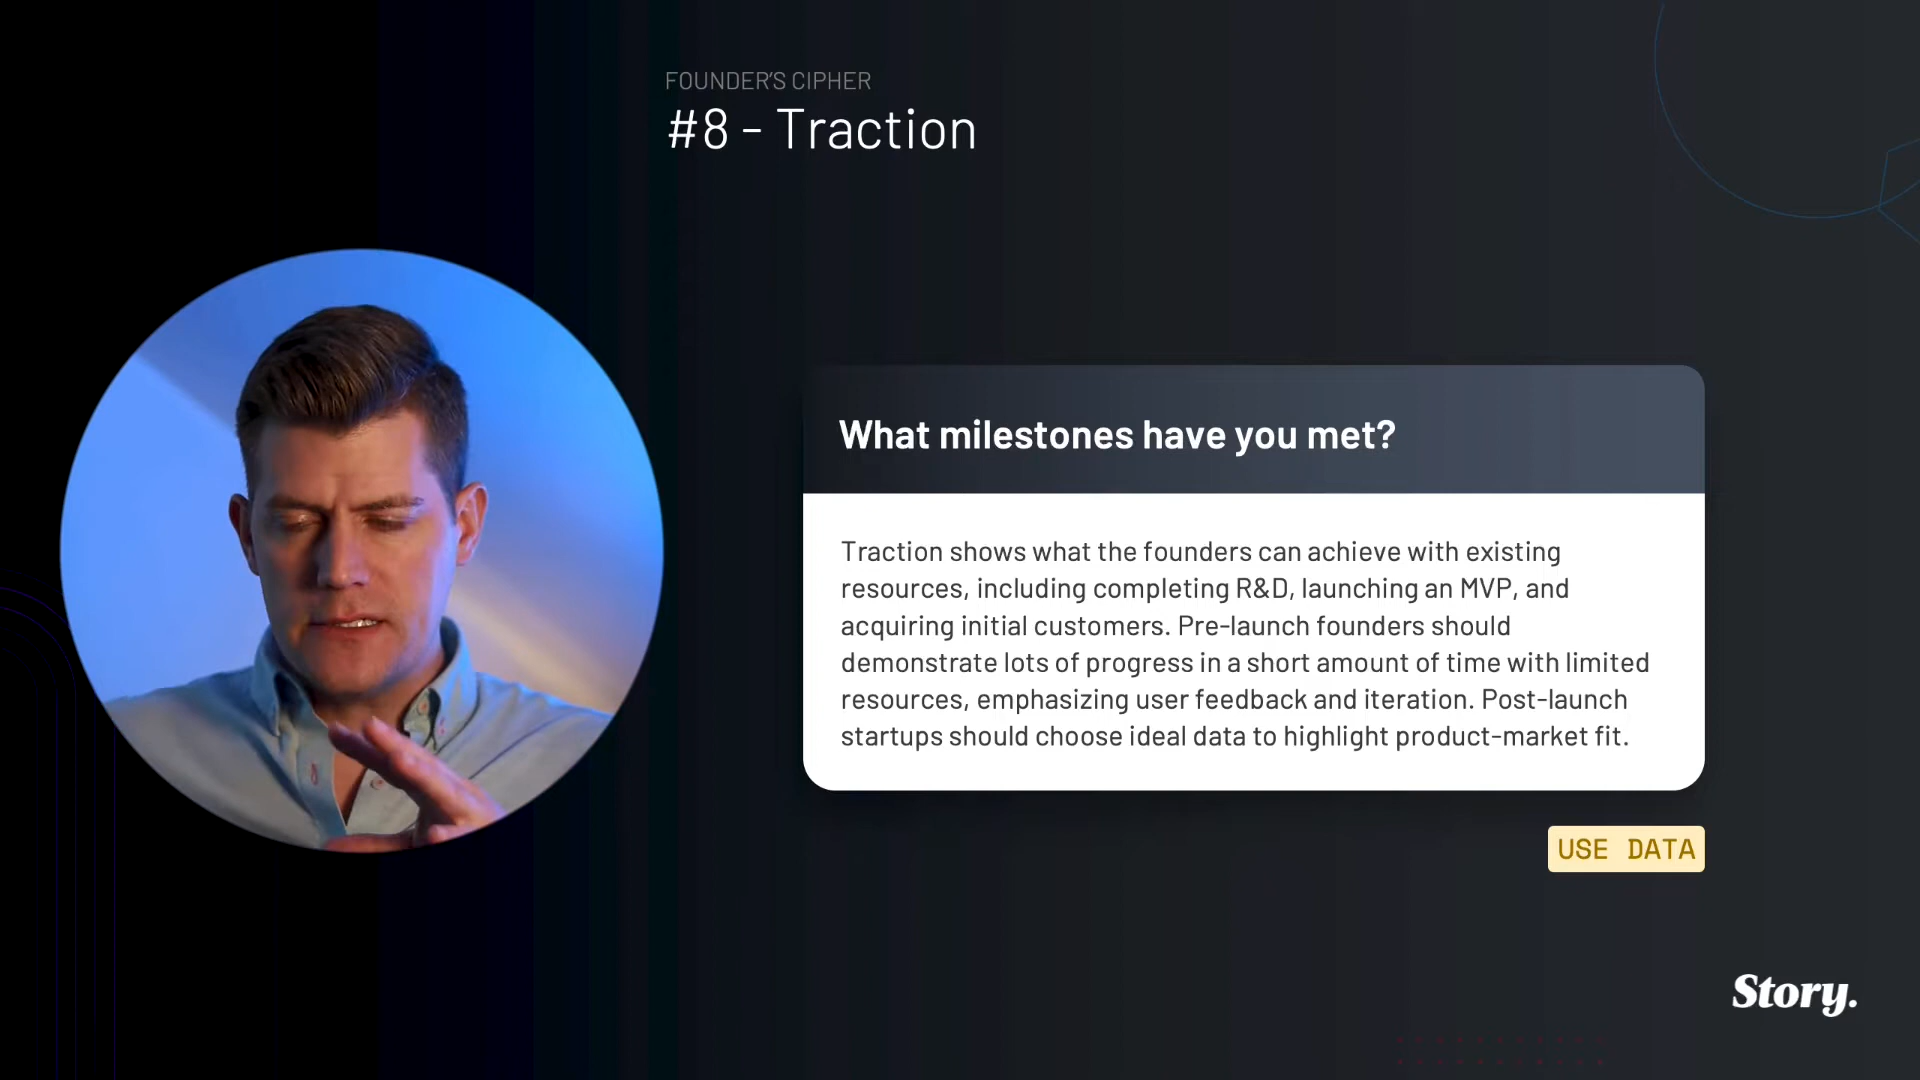 FOUNDER'S CIPHER
#8 - Traction
What milestones have you met?
Traction shows what the founders can achieve with existing
resources, including completing R&D, launching an MVP, and
acquiring initial customers. Pre-launch founders should
demonstrate lots of progress in a short amount of time with limited
resources, emphasizing user feedback and iteration. Post-launch
startups should choose ideal data to highlight product-market fit.
USE DATA
Story.